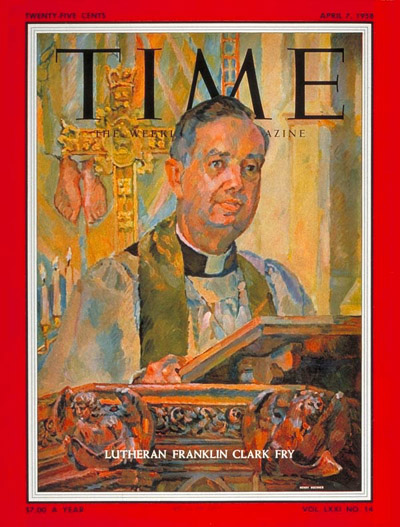 TWENTY-FIVE CENTS
APRIL 7, 1958
TIME
THE WEEKLY AZINE
LUTHERAN FRANKLIN CLARK FRY
$7.00 A YEAR
VOL. LXXI NO. 14